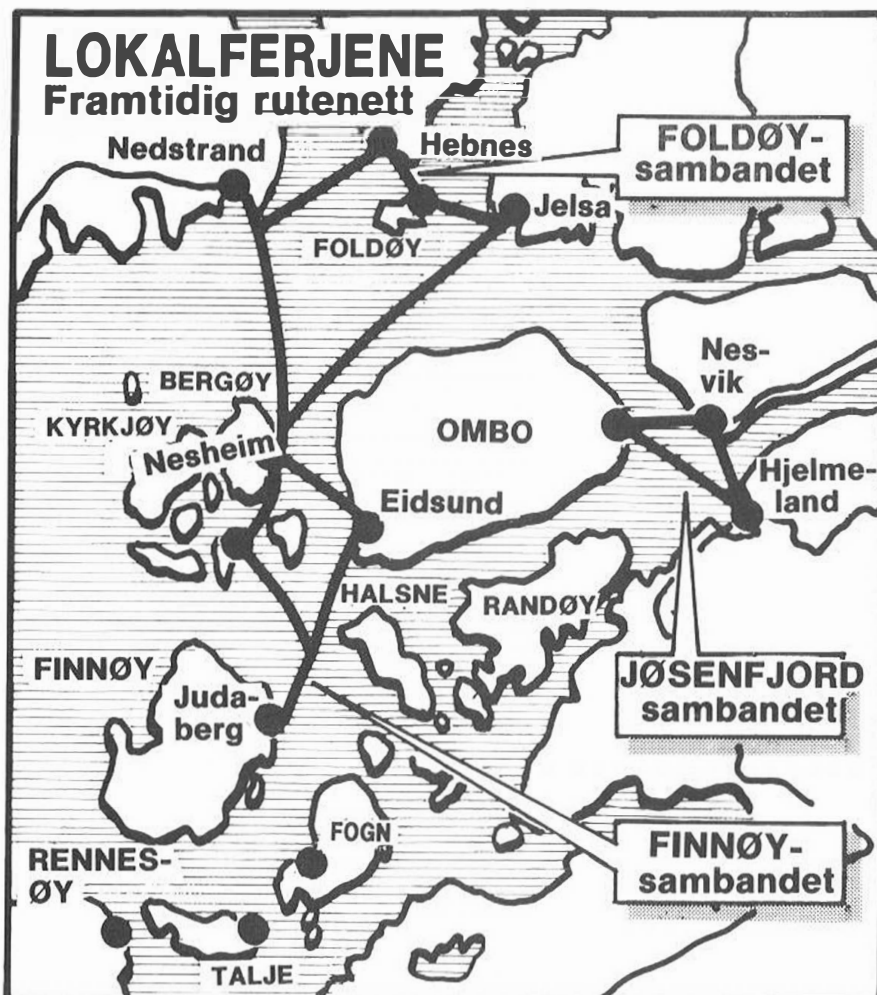 LOKALFERJENE
Framtidig rutenett
Nedstrand
Hebnes
FOLDØY-
sambandet
Jelsa
FOLDØY
BERGØY
KYRKJØY
Nesheim
OMBO
Nes-
vik
Eidsund
Hjelme-
land
HALSNE
RANDØY
FINNØY
Juda-
berg
JØSENFJORD
sambandet
FOGN
RENNES-
ØY
FINNØY-
sambandet
TALJE